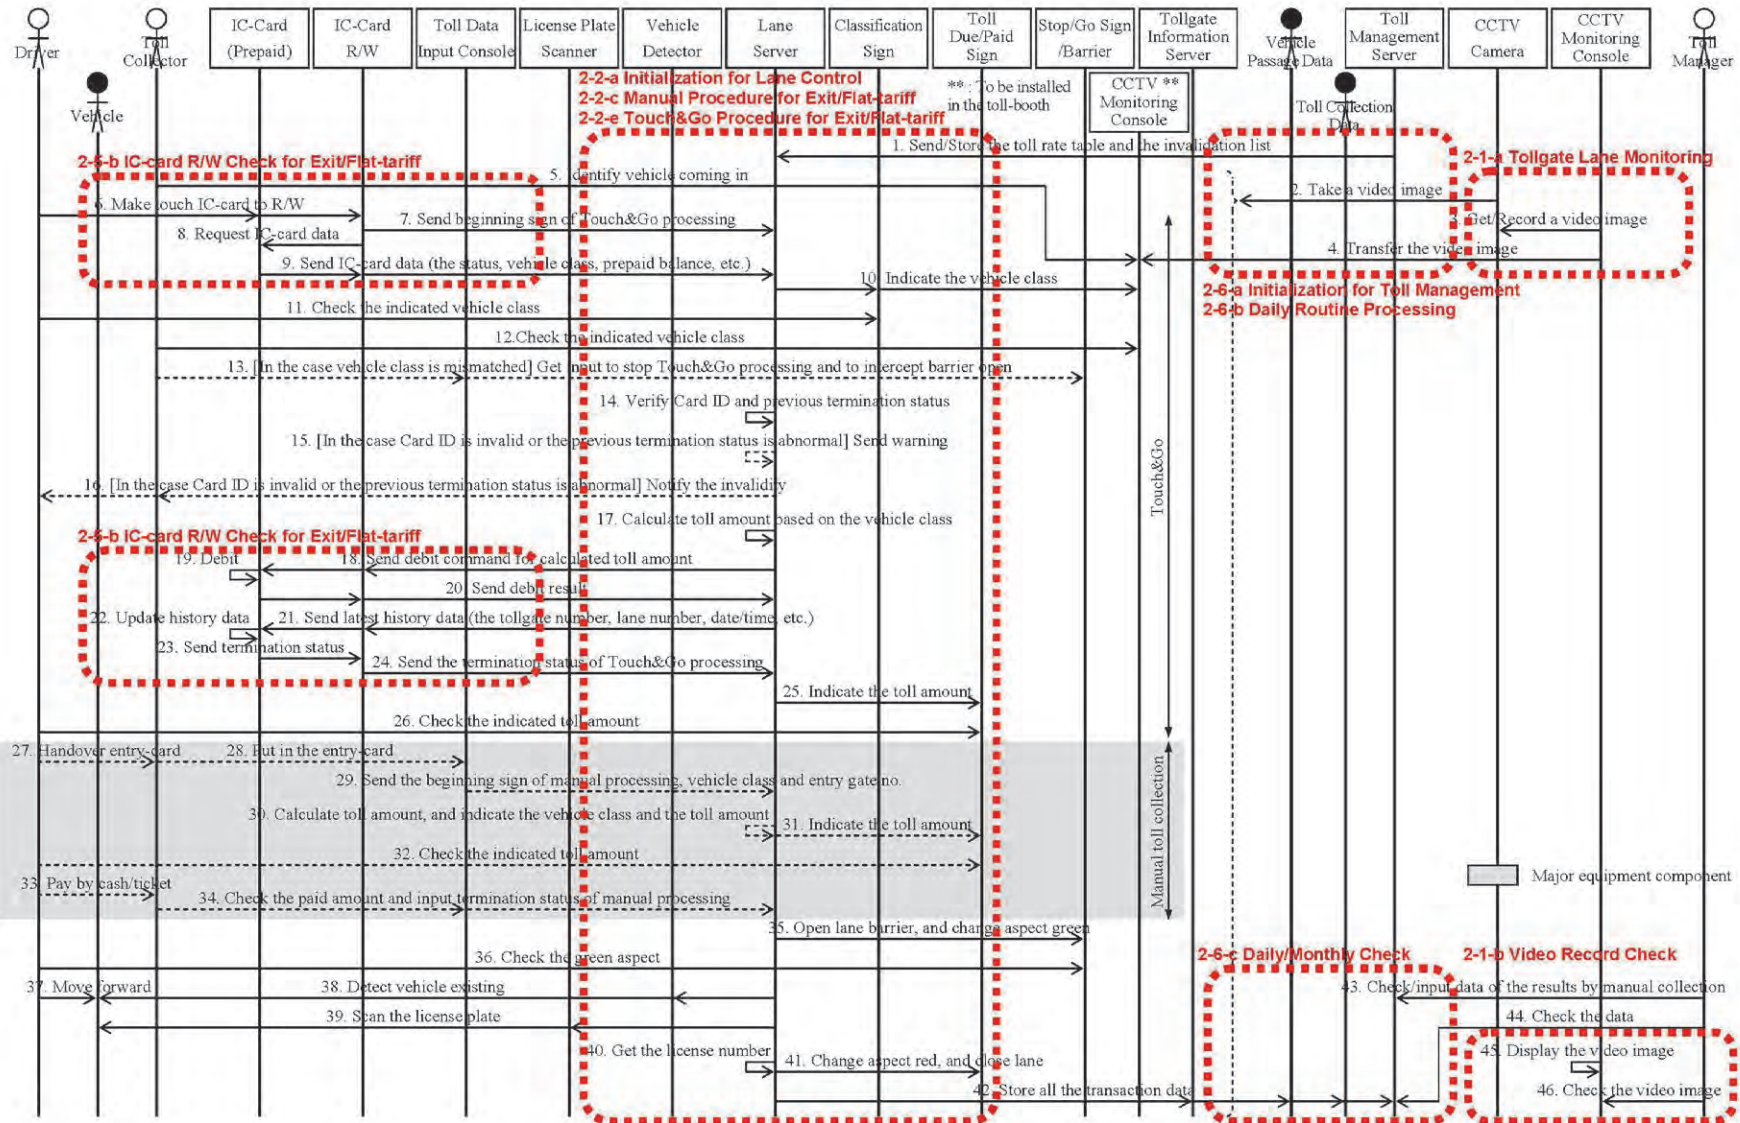 Driver
Toll
Collector
IC-Card
(Prepaid)
IC-Card
R/W
Toll Data
Input Console
License Plate
Scanner
Vehicle
Detector
Lane
Server
Classification
Sign
Toll
Due/Paid
Sign
Stop/Go Sign
/Barrier
Tollgate
Information
Server
Vehicle
Passage Data
Toll
Management
Server
CCTV
Camera
CCTV
Monitoring
Console
Toll
Manager
Vehicle
2-2-a Initialization for Lane Control
2-2-c Manual Procedure for Exit/Flat-tariff
2-2-e Touch&Go Procedure for Exit/Flat-tariff
** : To be installed
in the toll-booth
CCTV **
Monitoring
Console
Toll Collection
Data
1. Send/Store the toll rate table and the invalidation list
2-5-b IC-card R/W Check for Exit/Flat-tariff
2-1-a Tollgate Lane Monitoring
5. Identify vehicle coming in
2. Take a video image
6. Make touch IC-card to R/W
7. Send beginning sign of Touch&Go processing
3. Get/Record a video image
8. Request IC-card data
4. Transfer the video image
9. Send IC-card data (the status, vehicle class, prepaid balance, etc.)
10. Indicate the vehicle class
2-6-a Initialization for Toll Management
2-6-b Daily Routine Processing
11. Check the indicated vehicle class
12.Check the indicated vehicle class
13. [In the case vehicle class is mismatched] Get input to stop Touch&Go processing and to intercept barrier open
14. Verify Card ID and previous termination status
15. [In the case Card ID is invalid or the previous termination status is abnormal] Send warning
Touch&Go
16. [In the case Card ID is invalid or the previous termination status is abnormal] Notify the invalidity
17. Calculate toll amount based on the vehicle class
2-5-b IC-card R/W Check for Exit/Flat-tariff
19. Debit
18. Send debit command for calculated toll amount
20. Send debit result
22. Update history data
21. Send latest history data (the tollgate number, lane number, date/time, etc.)
23. Send termination status
24. Send the termination status of Touch&Go processing
25. Indicate the toll amount
26. Check the indicated toll amount
27. Handover entry-card
28. Put in the entry-card
29. Send the beginning sign of manual processing, vehicle class and entry gate no.
30. Calculate toll amount, and indicate the vehicle class and the toll amount
31. Indicate the toll amount
32. Check the indicated toll amount
Manual toll collection
33. Pay by cash/ticket
34. Check the paid amount and input termination status of manual processing
Major equipment component
35. Open lane barrier, and change aspect green
36. Check the green aspect
2-6-c Daily/Monthly Check
2-1-b Video Record Check
37. Move forward
38. Detect vehicle existing
43. Check/input data of the results by manual collection
39. Scan the license plate
44. Check the data
40. Get the license number
41. Change aspect red, and close lane
45. Display the video image
42. Store all the transaction data
46. Check the video image